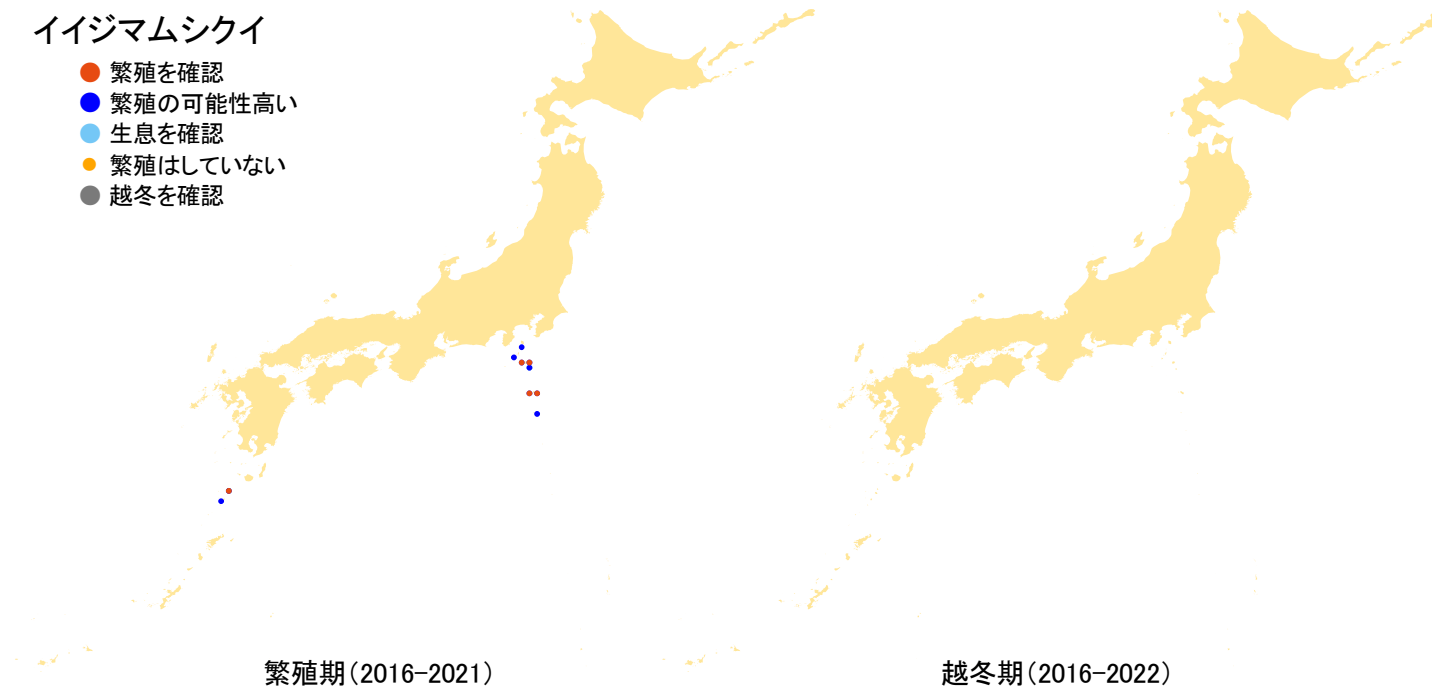 イイジマムシクイ
繁殖を確認
繁殖の可能性高い
生息を確認
繁殖はしていない
越冬を確認
繁殖期(2016-2021)
越冬期(2016-2022)